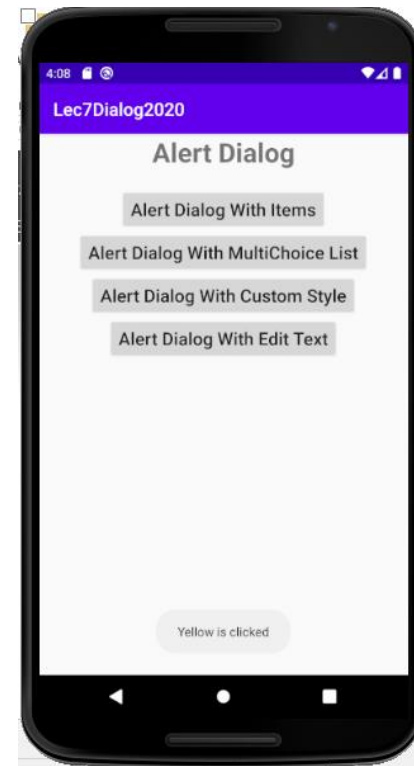 4:08
Lec7Dialog2020
Alert Dialog
Alert Dialog With Items
Alert Dialog With MultiChoice List
Alert Dialog With Custom Style
Alert Dialog With Edit Text
Yellow is clicked